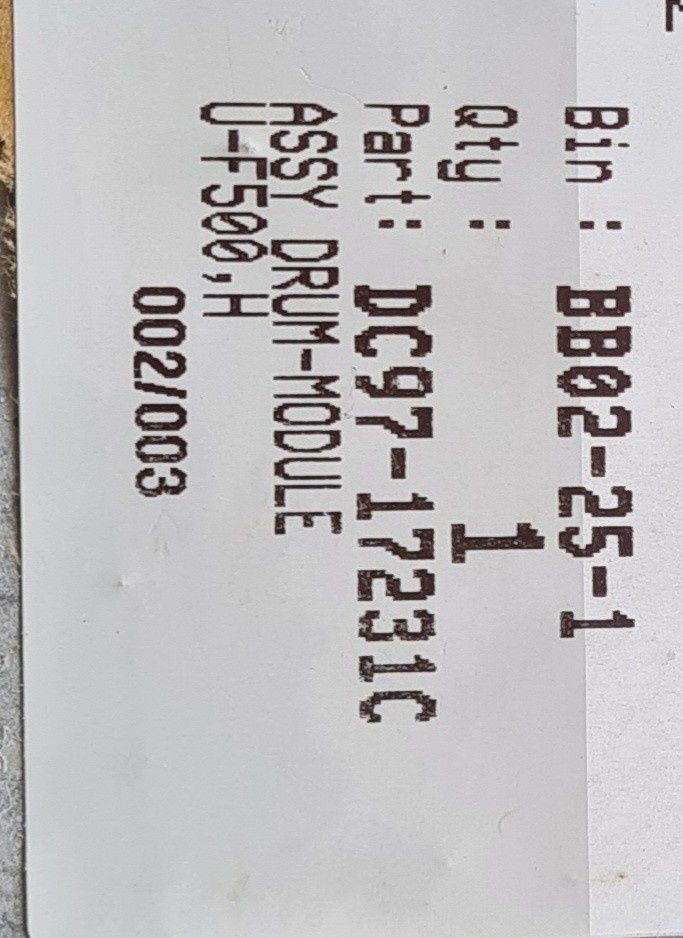 Bin : BB02-25-1
Qty : 1
Part: DC97-17231C
ASSY DRUM-MODULE
U-F500,H
002/003